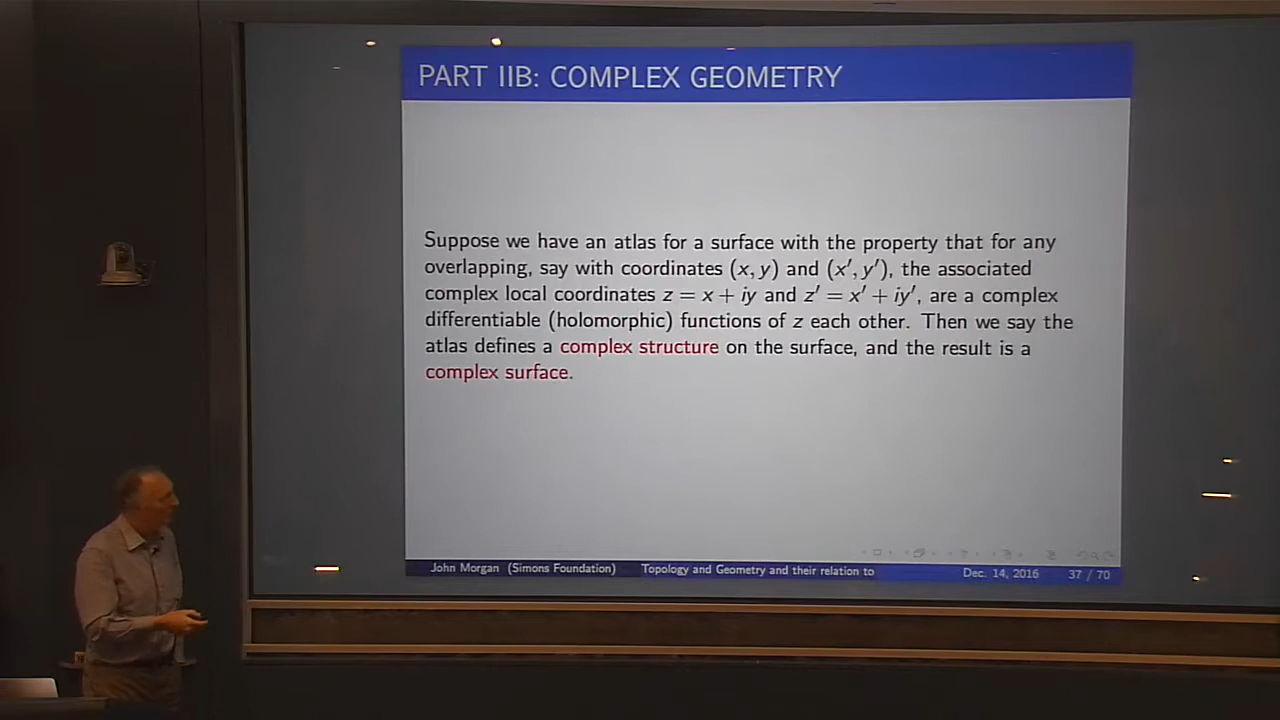 PART IIB: COMPLEX GEOMETRY
Suppose we have an atlas for a surface with the property that for any
overlapping, say with coordinates (x, y) and (x′, y′), the associated
complex local coordinates z = x + iy and z′ = x′ + iy′, are a complex
differentiable (holomorphic) functions of z each other. Then we say the
atlas defines a complex structure on the surface, and the result is a
complex surface.
John Morgan (Simons Foundation) Topology and Geometry and their relation to Dec. 14, 2016 37 / 70